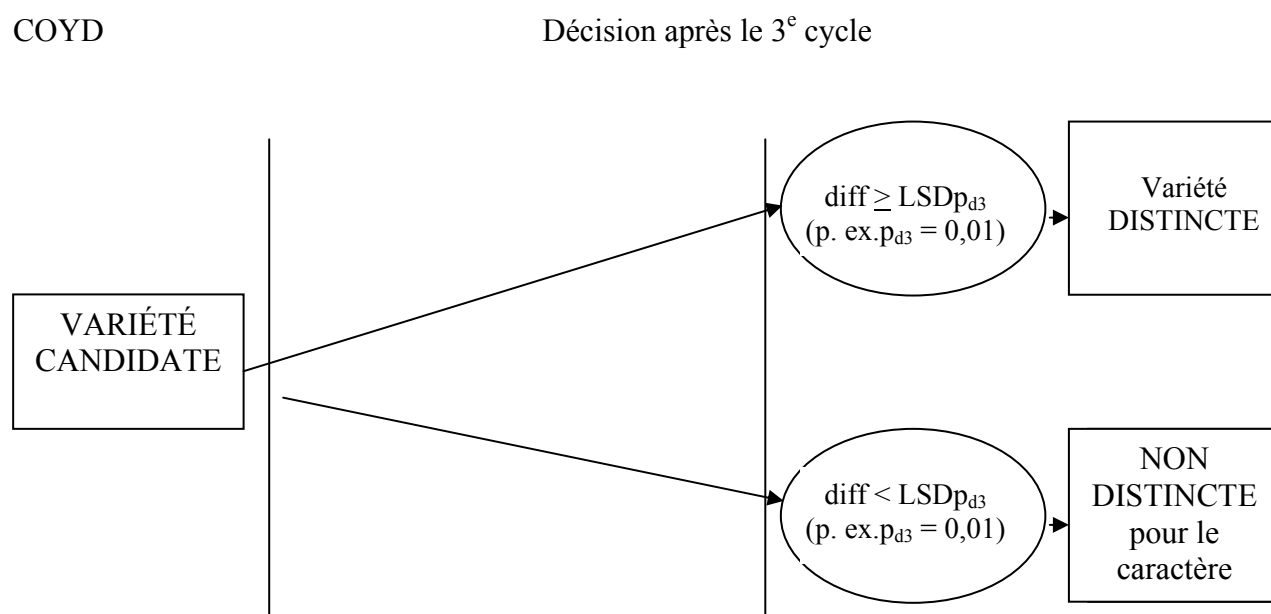 COYD Décision après le 3e cycle
diff ≥ LSDpd3
(p. ex.pd3 = 0,01)
Variété
DISTINCTE
VARIÉTÉ
CANDIDATE
diff < LSDpd3
(p. ex.pd3 = 0,01)
NON
DISTINCTE
pour le
caractère